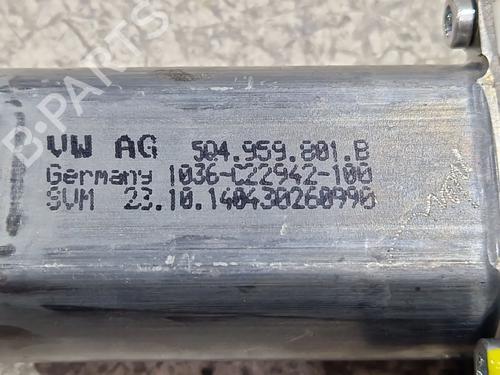 B-PARTS
VW AG 5Q4.959.801.B
Germany 1036-C22942-100
SVM 23.10.140430260990